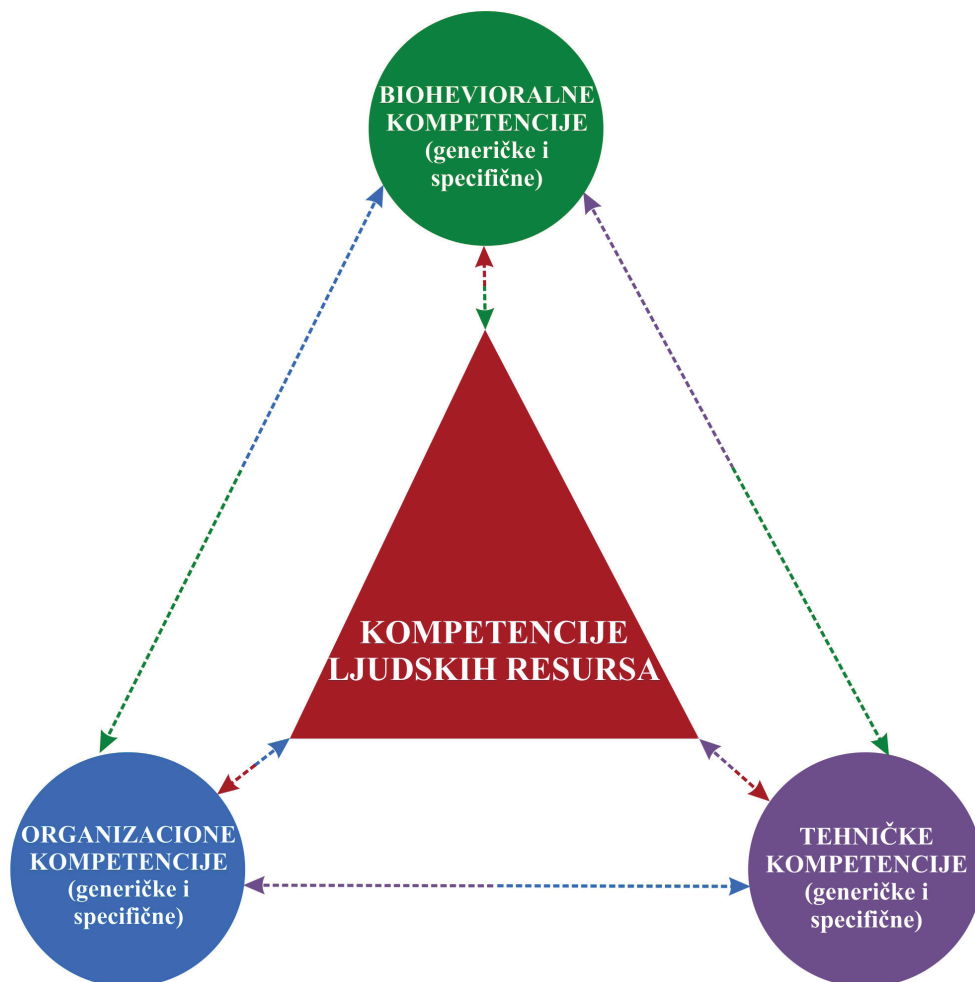 BIOHEVIORALNE
KOMPETENCIJE
(generičke i
specifične)
KOMPETENCIJE
LJUDSKIH RESURSA
ORGANIZACIONE
KOMPETENCIJE
(generičke i
specifične)
TEHNIČKE
KOMPETENCIJE
(generičke i
specifične)